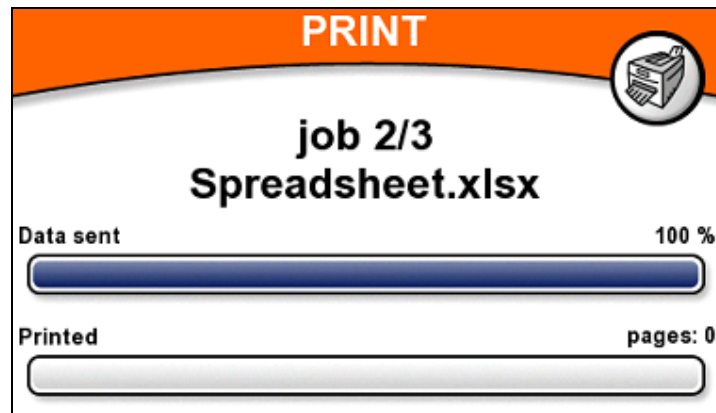 PRINT
job 2/3
Spreadsheet.xlsx
Data sent 100 %
Printed pages: 0